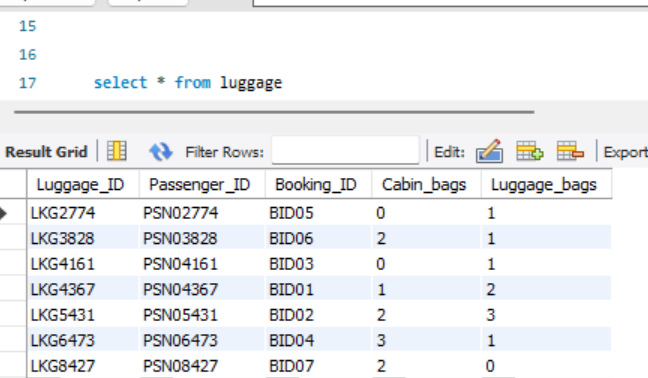 15
16
17 select * from luggage
Result Grid Filter Rows: Edit: Export
Luggage_ID Passenger_ID Booking_ID Cabin_bags Luggage_bags
LKG2774 PSN02774 BID05 0 1
LKG3828 PSN03828 BID06 2 1
LKG4161 PSN04161 BID03 0 1
LKG4367 PSN04367 BID01 1 2
LKG5431 PSN05431 BID02 2 3
LKG6473 PSN06473 BID04 3 1
LKG8427 PSN08427 BID07 2 0